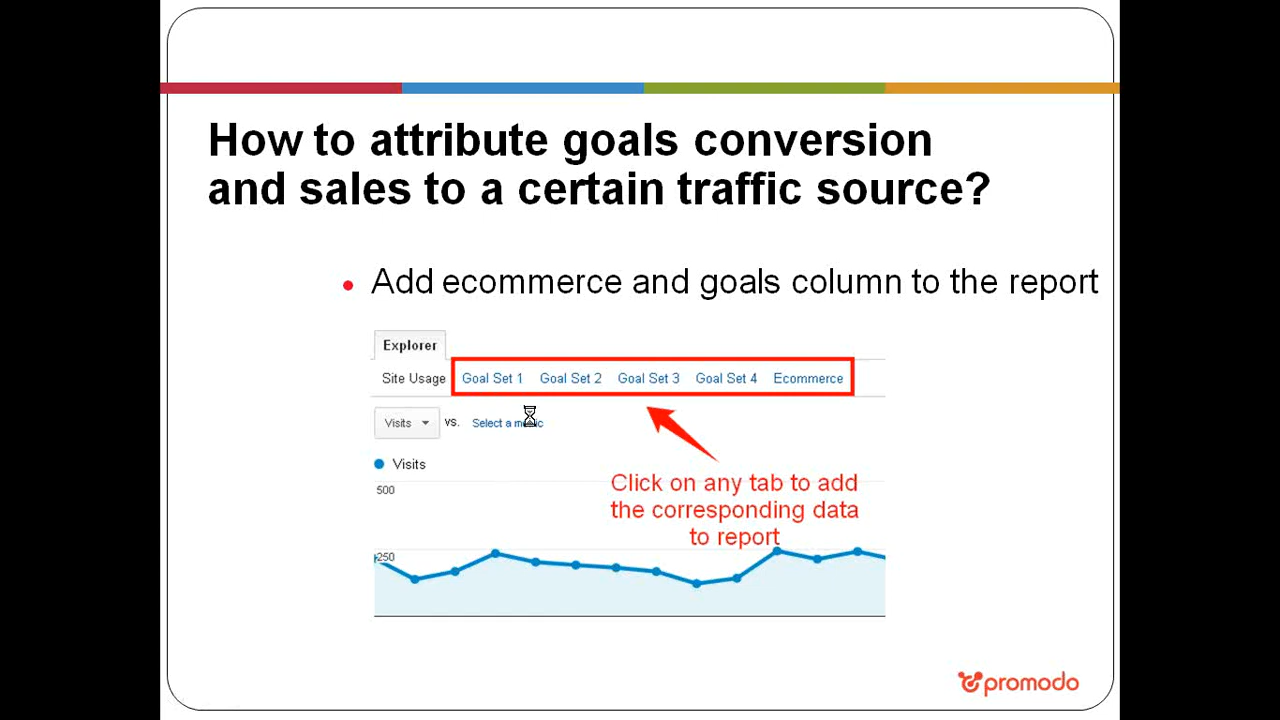 How to attribute goals conversion
and sales to a certain traffic source?
Add ecommerce and goals column to the report
Explorer
Site Usage Goal Set 1 Goal Set 2 Goal Set 3 Goal Set 4 Ecommerce
Visits vs. Select a
Visits
500
Click on any tab to add
the corresponding data
to report
250
promodo